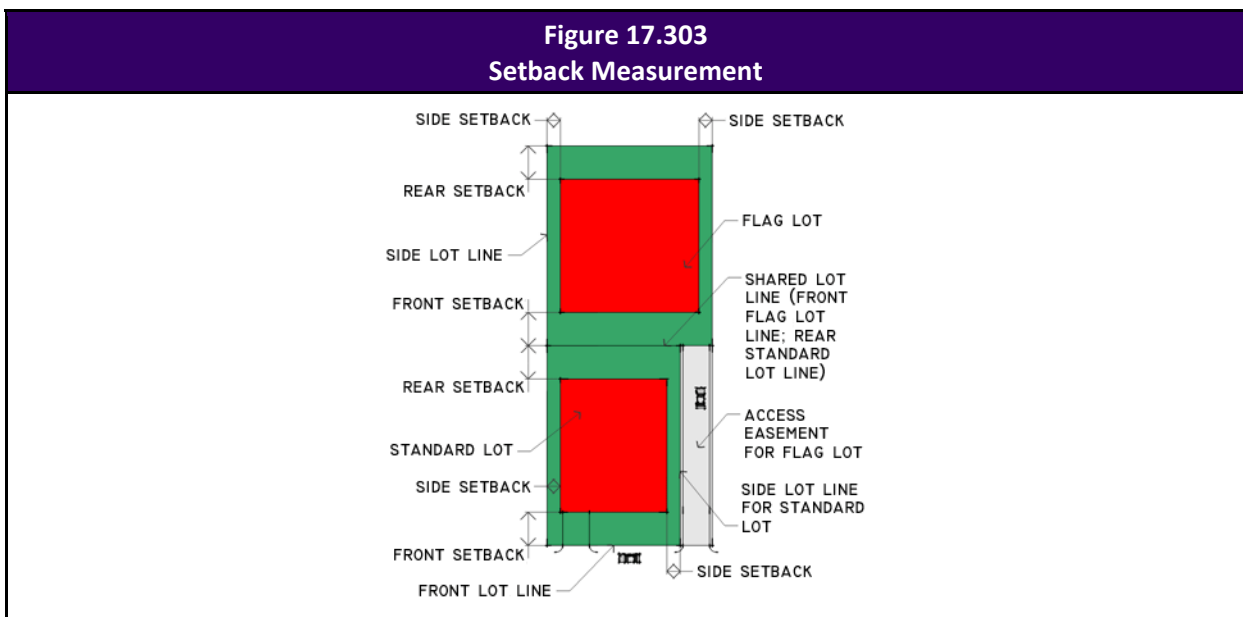 Figure 17.303
Setback Measurement
SIDE SETBACK
SIDE SETBACK
REAR SETBACK
FLAG LOT
SIDE LOT LINE
SHARED LOT
LINE (FRONT
FLAG LOT
LINE; REAR
STANDARD
LOT LINE)
FRONT SETBACK
REAR SETBACK
ACCESS
EASEMENT
FOR FLAG LOT
STANDARD LOT
SIDE SETBACK
SIDE LOT LINE
FOR STANDARD
LOT
FRONT SETBACK
SIDE SETBACK
FRONT LOT LINE